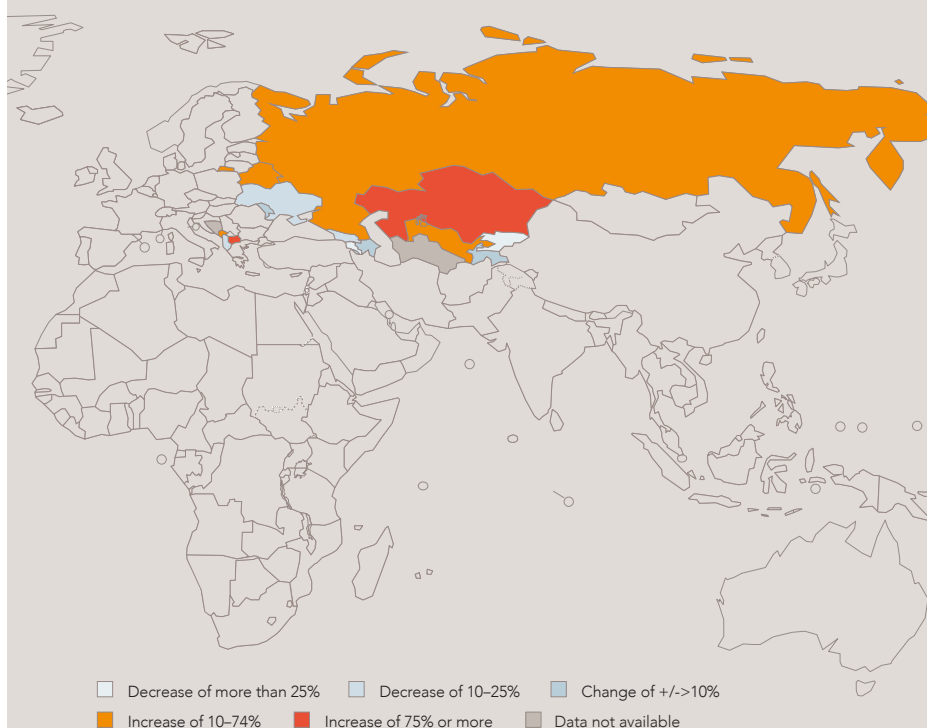 Decrease of more than 25% Decrease of 10–25% Change of +/->10%
Increase of 10–74% Increase of 75% or more Data not available